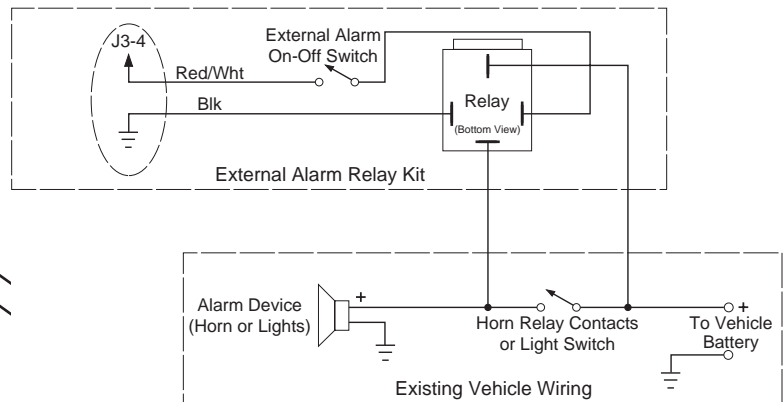 J3-4
External Alarm
On-Off Switch
Red/Wht
Blk
Relay
(Bottom View)
External Alarm Relay Kit
Alarm Device
(Horn or Lights)
+
Horn Relay Contacts
or Light Switch
+
To Vehicle
Battery
Existing Vehicle Wiring